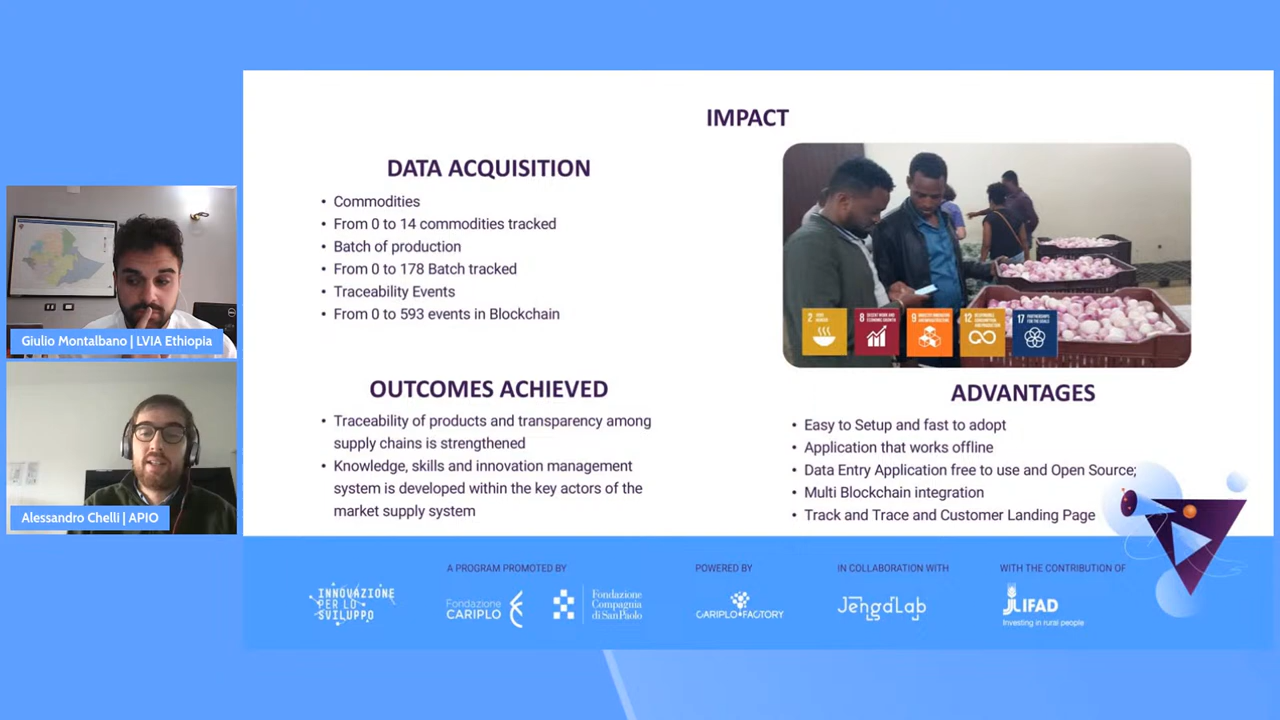 IMPACT
DATA ACQUISITION
• Commodities
• From 0 to 14 commodities tracked
• Batch of production
• From 0 to 178 Batch tracked
• Traceability Events
• From 0 to 593 events in Blockchain
OUTCOMES ACHIEVED
• Traceability of products and transparency among
supply chains is strengthened
• Knowledge, skills and innovation management
system is developed within the key actors of the
market supply system
2
8
9
12
17
ADVANTAGES
• Easy to Setup and fast to adopt
• Application that works offline
• Data Entry Application free to use and Open Source;
• Multi Blockchain integration
• Track and Trace and Customer Landing Page
Giulio Montalbano | LVIA Ethiopia
Alessandro Chelli | APIO
INNOVAZIONE
PER LO
SVILUPPO
A PROGRAM PROMOTED BY
Fondazione
CARIPLO
Fondazione
Compagnia
di SanPaolo
POWERED BY
CARIPLO FACTORY
IN COLLABORATION WITH
JengaLab
WITH THE CONTRIBUTION OF
IFAD
Investing in rural people